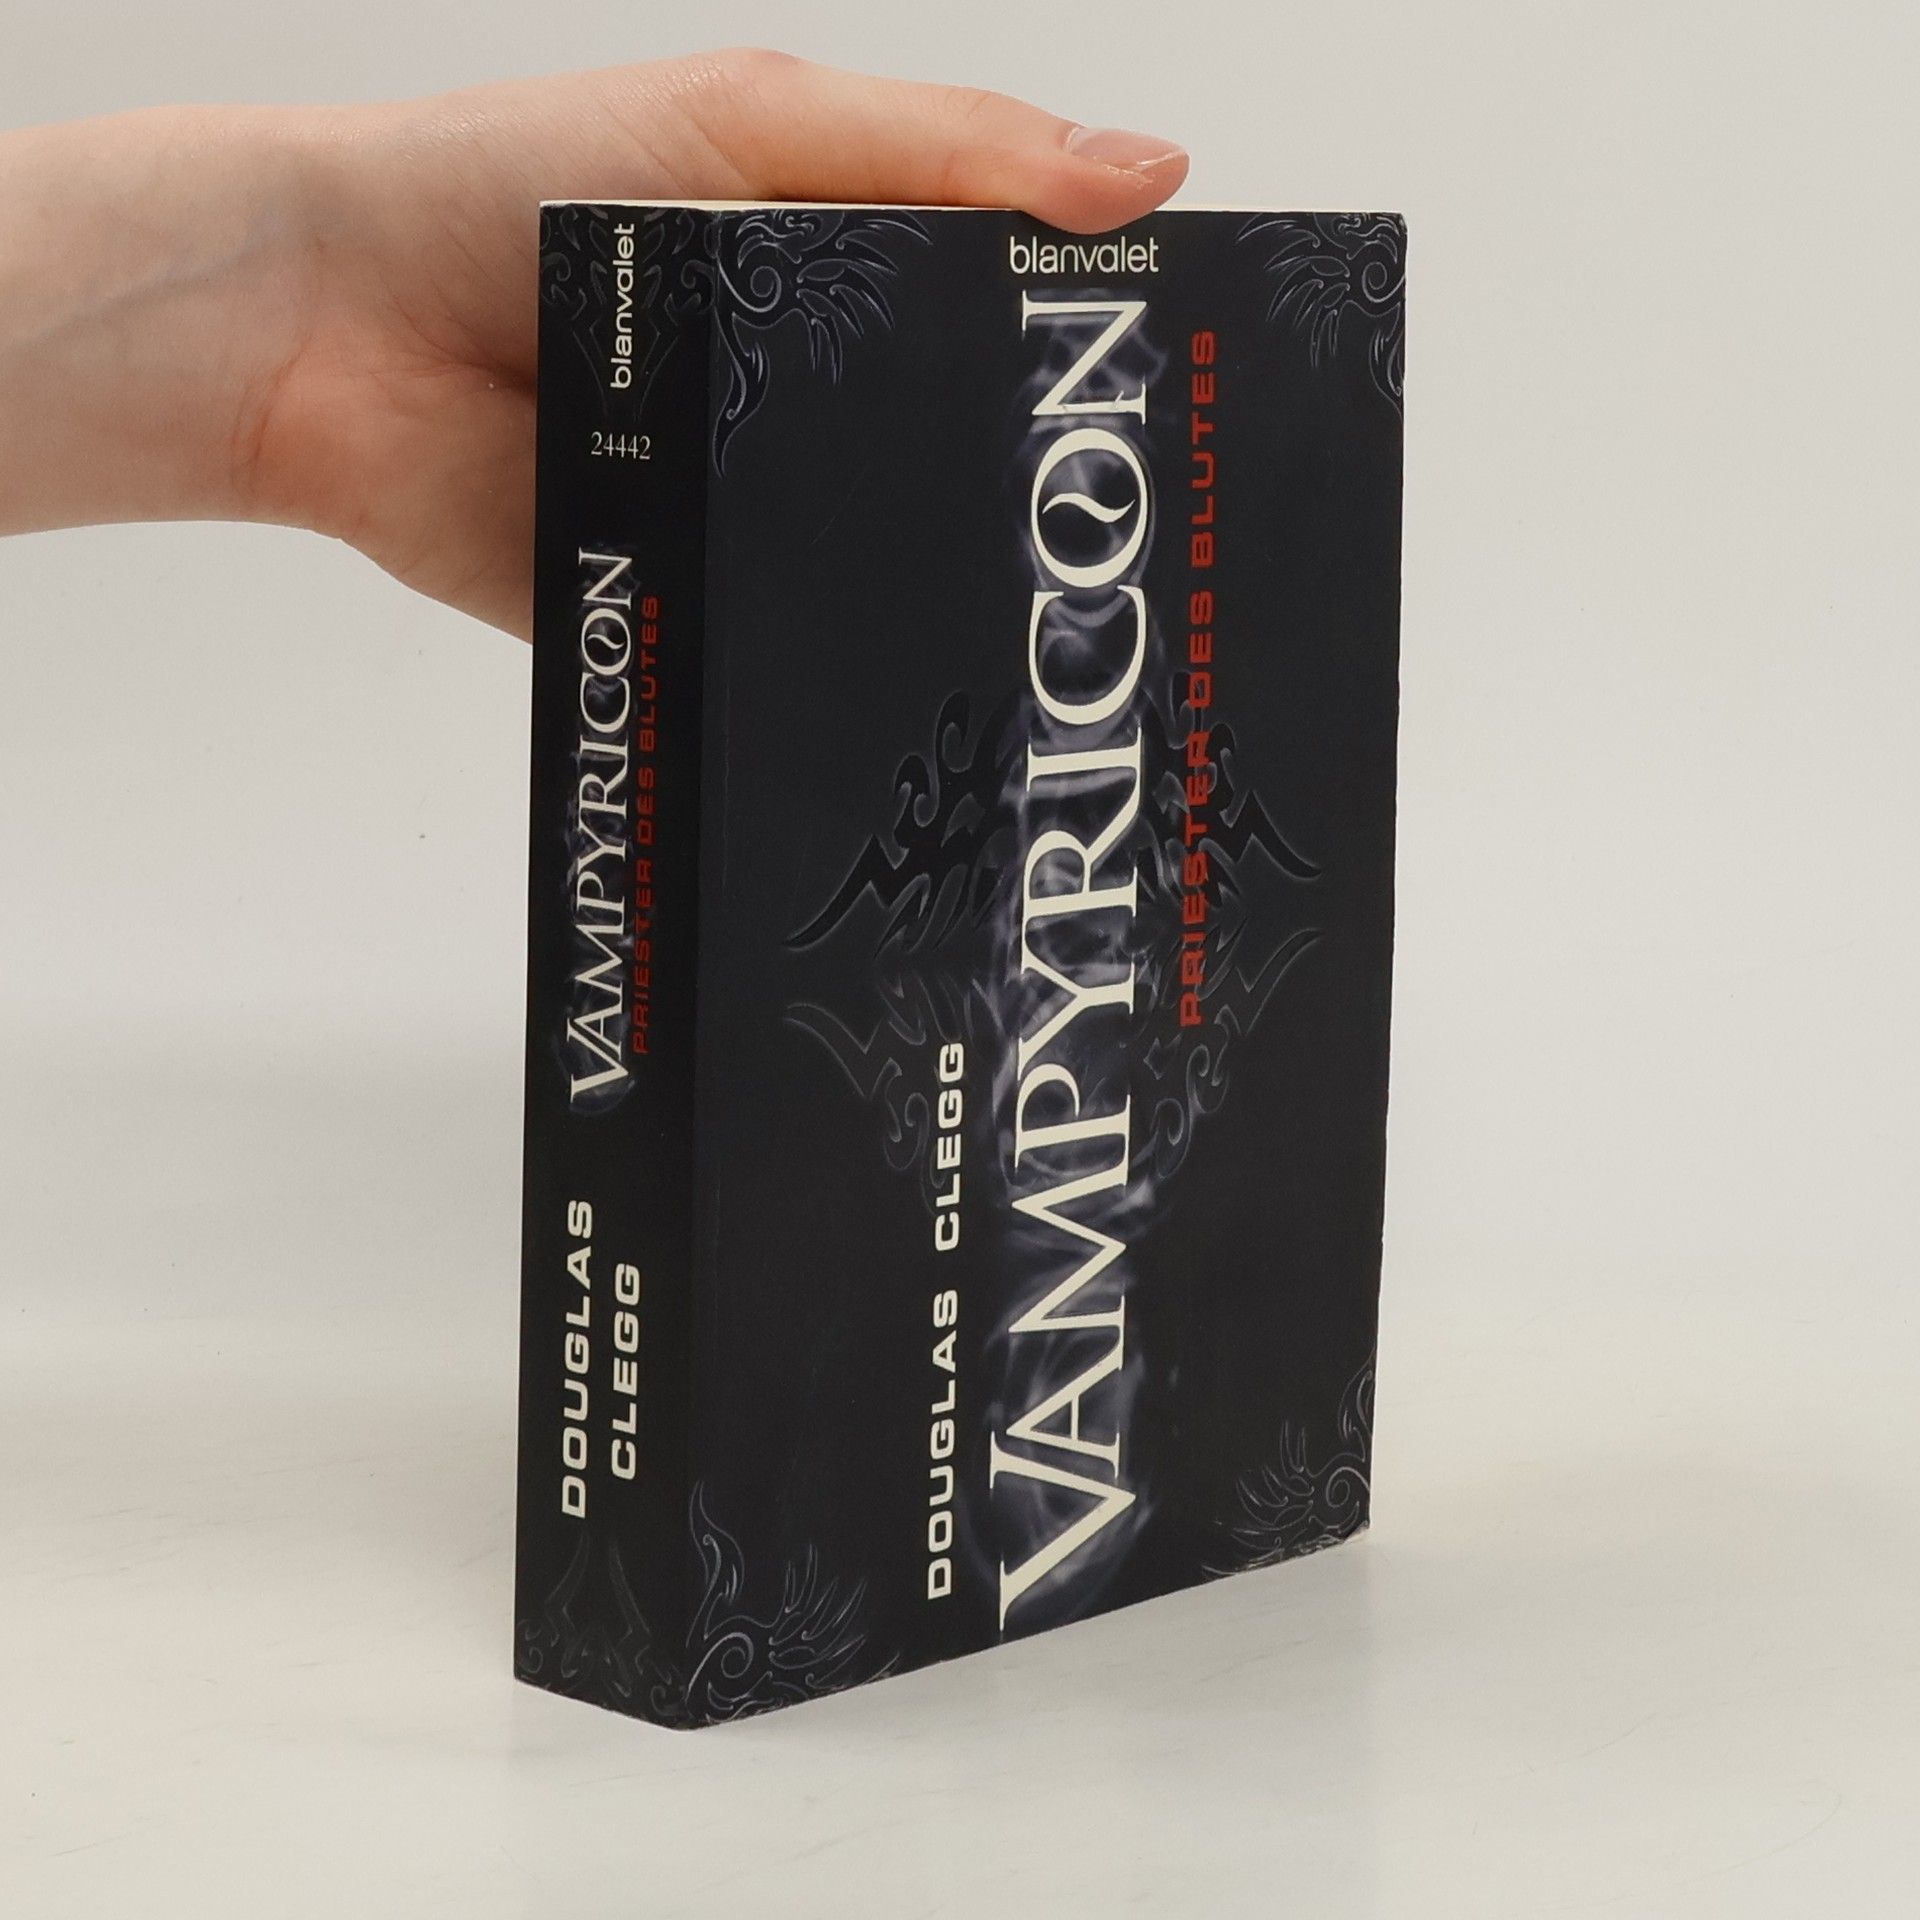 blanvalet
24442
VAMPYRICON
PRIESTER DES BLUTES
DOUGLAS
CLEGG
blanvalet
DOUGLAS CLEGG
VAMPYRICON
PRIESTER DES BLUTES